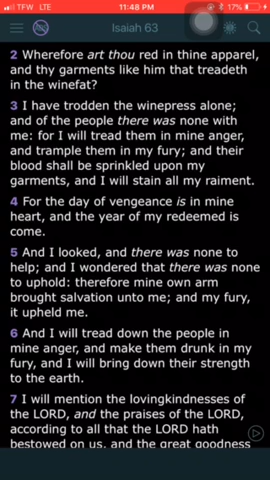 TFW LTE 11:48 PM 17%
Isaiah 63
2 Wherefore art thou red in thine apparel,
and thy garments like him that treadeth
in the winefat?
3 I have trodden the winepress alone;
and of the people there was none with
me: for I will tread them in mine anger,
and trample them in my fury; and their
blood shall be sprinkled upon my
garments, and I will stain all my raiment.
4 For the day of vengeance is in mine
heart, and the year of my redeemed is
come.
5 And I looked, and there was none to
help; and I wondered that there was none
to uphold: therefore mine own arm
brought salvation unto me; and my fury,
it upheld me.
6 And I will tread down the people in
mine anger, and make them drunk in my
fury, and I will bring down their strength
to the earth.
7 I will mention the lovingkindnesses of
the LORD, and the praises of the LORD,
according to all that the LORD hath
bestowed on us, and the great goodness